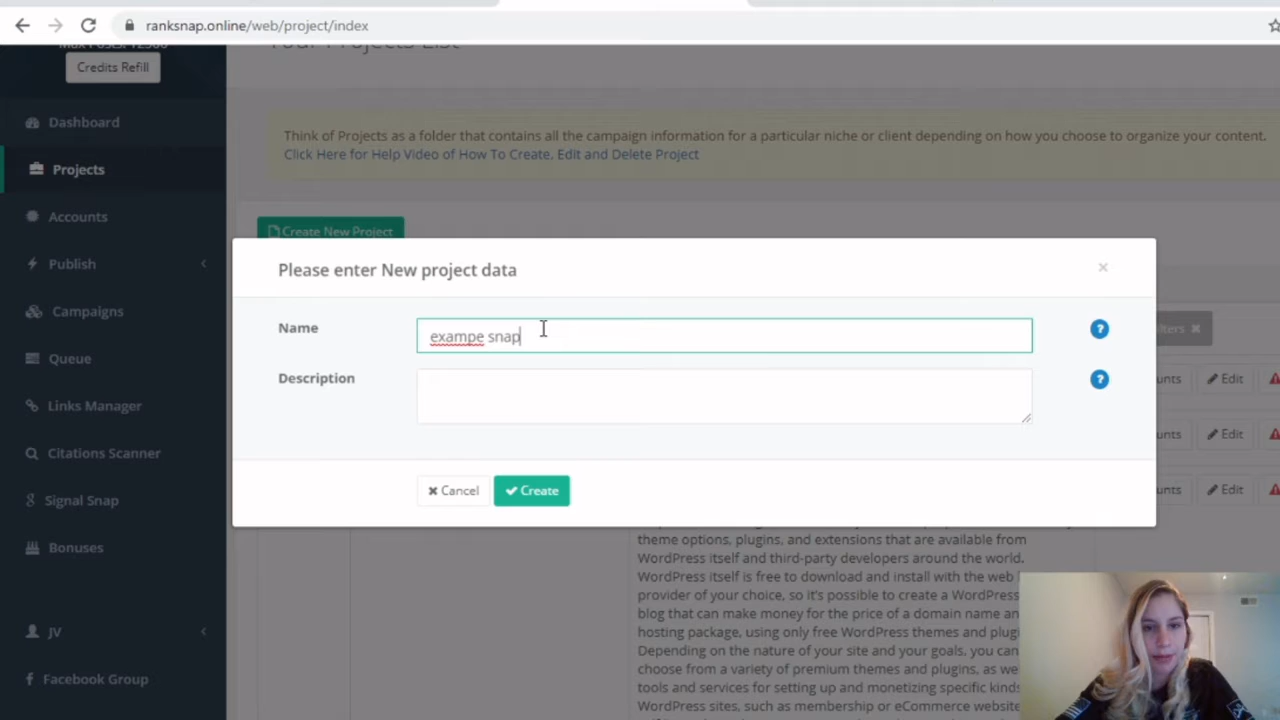 ranksnap.online/web/project/index
Max Posts: 12500
Your Projects List
Credits Refill
Dashboard
Projects
Accounts
Publish
Campaigns
Queue
Links Manager
Citations Scanner
Signal Snap
Bonuses
JV
Facebook Group
Think of Projects as a folder that contains all the campaign information for a particular niche or client depending on how you choose to organize your content.
Click Here for Help Video of How To Create, Edit and Delete Project
Create New Project
Please enter New project data
×
Name
exampe snap
?
Description
?
Cancel
Create
Edit
Edit
Edit
theme options, plugins, and extensions that are available from
WordPress itself and third-party developers around the world.
WordPress itself is free to download and install with the web
provider of your choice, so it's possible to create a WordPress
blog that can make money for the price of a domain name an
hosting package, using only free WordPress themes and plugi
Depending on the nature of your site and your goals, you can
choose from a variety of premium themes and plugins, as we
tools and services for setting up and monetizing specific kinds
WordPress sites, such as membership or eCommerce website